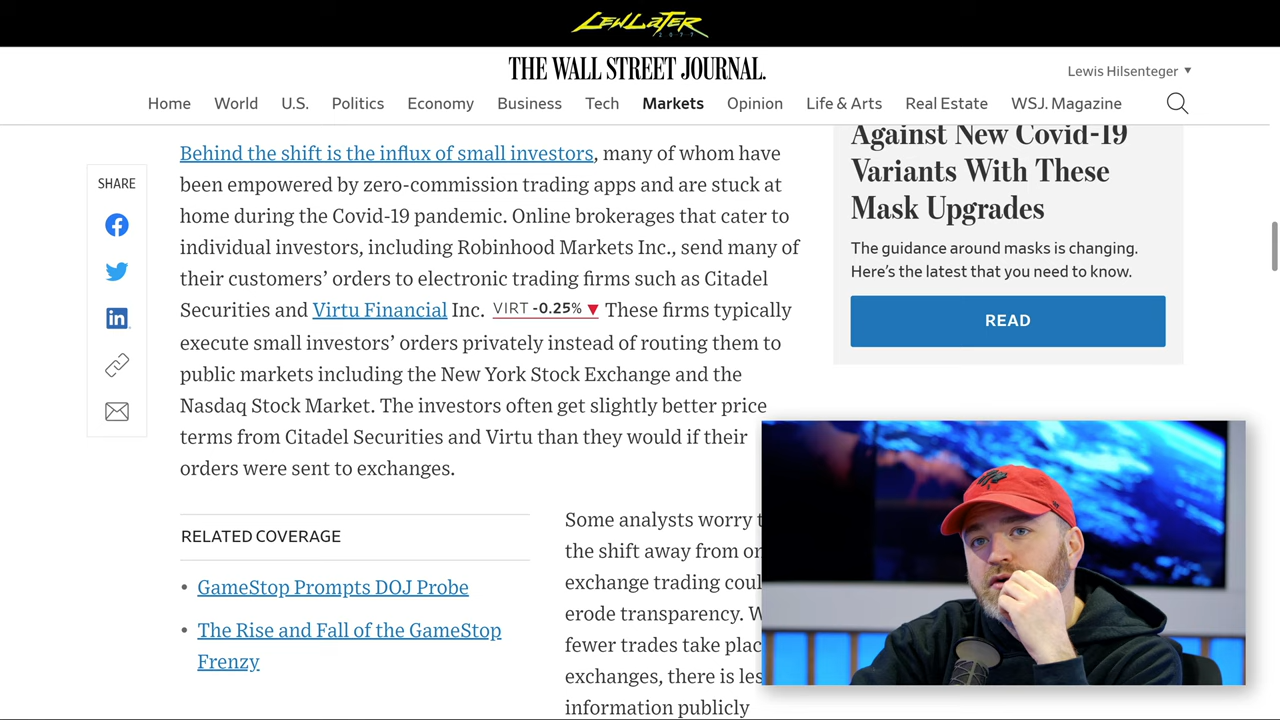 LEWLATER
2077
THE WALL STREET JOURNAL.
Lewis Hilsenteger
Home World U.S. Politics Economy Business Tech Markets Opinion Life & Arts Real Estate WSJ. Magazine
SHARE
Behind the shift is the influx of small investors, many of whom have
been empowered by zero-commission trading apps and are stuck at
home during the Covid-19 pandemic. Online brokerages that cater to
individual investors, including Robinhood Markets Inc., send many of
their customers’ orders to electronic trading firms such as Citadel
Securities and Virtu Financial Inc. VIRT -0.25% ▼ These firms typically
execute small investors’ orders privately instead of routing them to
public markets including the New York Stock Exchange and the
Nasdaq Stock Market. The investors often get slightly better price
terms from Citadel Securities and Virtu than they would if their
orders were sent to exchanges.
Against New Covid-19
Variants With These
Mask Upgrades
The guidance around masks is changing.
Here’s the latest that you need to know.
READ
RELATED COVERAGE
• GameStop Prompts DOJ Probe
• The Rise and Fall of the GameStop
Frenzy
Some analysts worry
the shift away from
exchange trading
erode transparency.
fewer trades take
exchanges, there is
information publicly